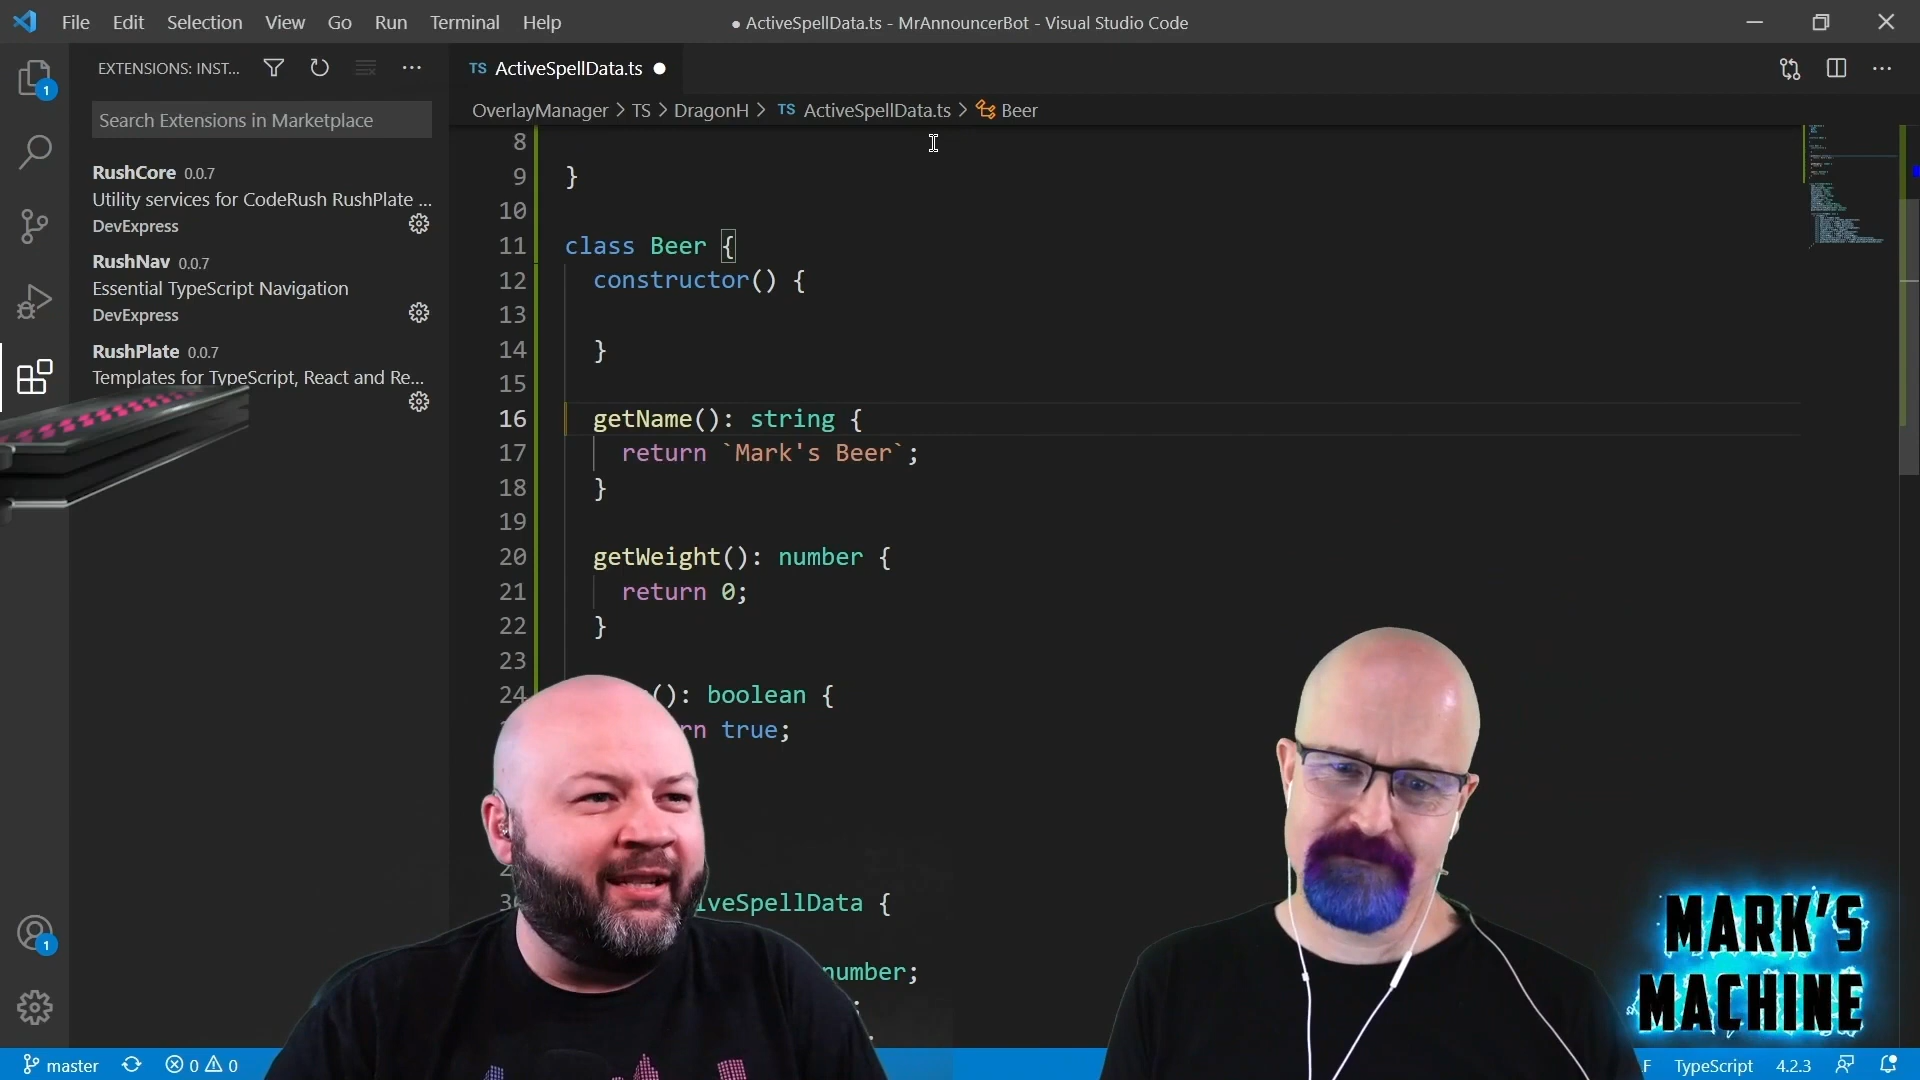 File Edit Selection View Go Run Terminal Help
● ActiveSpellData.ts - MrAnnouncerBot - Visual Studio Code
EXTENSIONS: INST...
TS ActiveSpellData.ts ●
Search Extensions in Marketplace
OverlayManager > TS > DragonH > TS ActiveSpellData.ts > Beer
RushCore 0.0.7
Utility services for CodeRush RushPlate ...
DevExpress
RushNav 0.0.7
Essential TypeScript Navigation
DevExpress
RushPlate 0.0.7
Templates for TypeScript, React and Re...
1
1
8
9 }
10
11 class Beer {
12 constructor() {
13
14 }
15
16 getName(): string {
17 return `Mark's Beer`;
18 }
19
20 getWeight(): number {
21 return 0;
22 }
23
24 (): boolean {
true;
{
number;
;
MARK'S
MACHINE
master 0 0 TypeScript 4.2.3